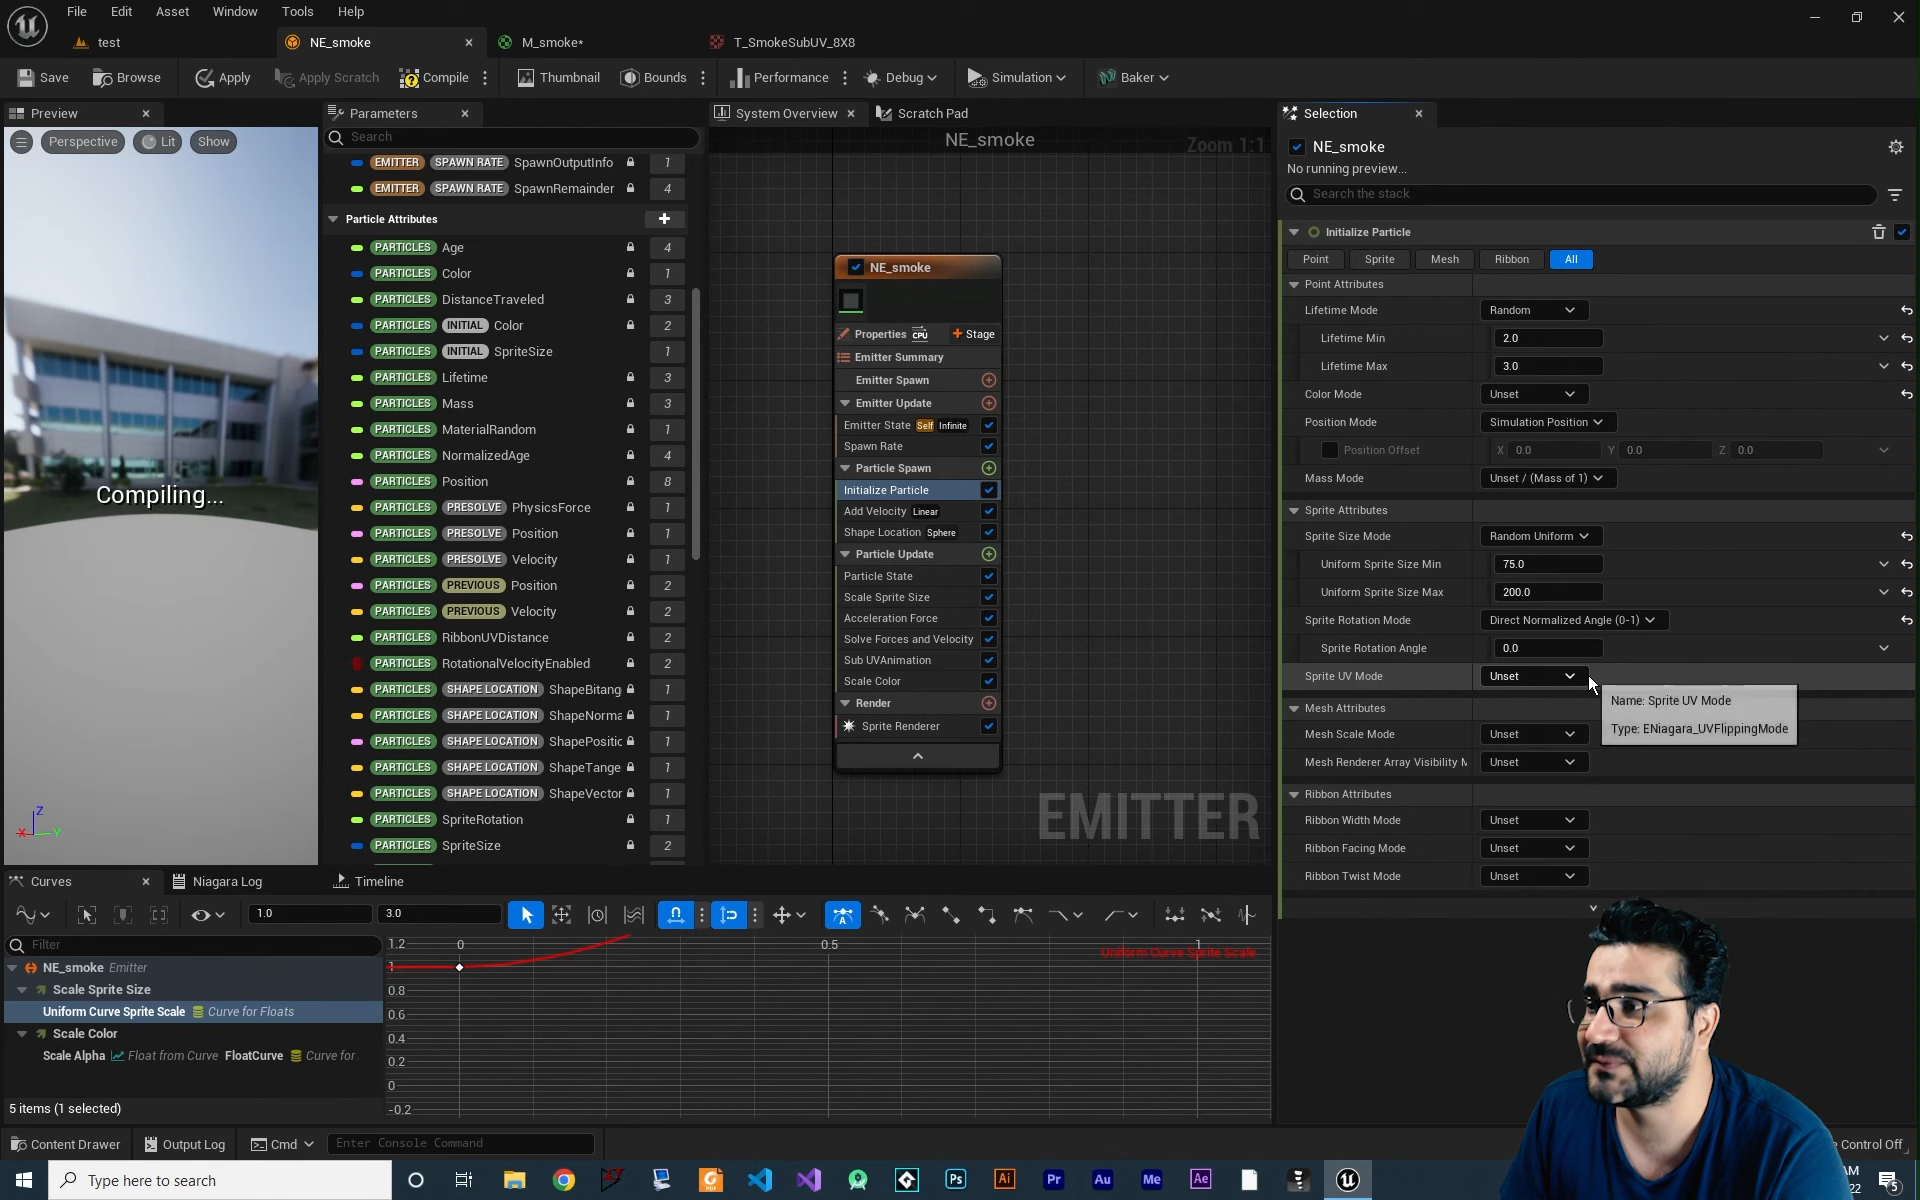 File Edit Asset Window Tools Help
test NE_smoke M_smoke* T_SmokeSubUV_8X8
Save Browse Apply Apply Scratch Compile Thumbnail Bounds Performance Debug Simulation Baker
Preview Parameters System Overview Scratch Pad Selection
Perspective Lit Show
Compiling...
Z
X Y
Search
EMITTER SPAWN RATE SpawnOutputInfo 1
EMITTER SPAWN RATE SpawnRemainder 4
Particle Attributes
PARTICLES Age 4
PARTICLES Color 1
PARTICLES DistanceTraveled 3
PARTICLES INITIAL Color 2
PARTICLES INITIAL SpriteSize 1
PARTICLES Lifetime 3
PARTICLES Mass 3
PARTICLES MaterialRandom 1
PARTICLES NormalizedAge 4
PARTICLES Position 8
PARTICLES PRESOLVE PhysicsForce 1
PARTICLES PRESOLVE Position 1
PARTICLES PRESOLVE Velocity 1
PARTICLES PREVIOUS Position 2
PARTICLES PREVIOUS Velocity 2
PARTICLES RibbonUVDistance 2
PARTICLES RotationalVelocityEnabled 2
PARTICLES SHAPE LOCATION ShapeBitang 1
PARTICLES SHAPE LOCATION ShapeNorma 1
PARTICLES SHAPE LOCATION ShapePositic 1
PARTICLES SHAPE LOCATION ShapeTange 1
PARTICLES SHAPE LOCATION ShapeVector 1
PARTICLES SpriteRotation 1
PARTICLES SpriteSize 2
NE_smoke Zoom 1:1
NE_smoke
Properties CPU Stage
Emitter Summary
Emitter Spawn
Emitter Update
Emitter State Self Infinite
Spawn Rate
Particle Spawn
Initialize Particle
Add Velocity Linear
Shape Location Sphere
Particle Update
Particle State
Scale Sprite Size
Acceleration Force
Solve Forces and Velocity
Sub UVAnimation
Scale Color
Render
Sprite Renderer
EMITTER
NE_smoke
No running preview...
Search the stack
Initialize Particle
Point Sprite Mesh Ribbon All
Point Attributes
Lifetime Mode Random
Lifetime Min 2.0
Lifetime Max 3.0
Color Mode Unset
Position Mode Simulation Position
Position Offset X 0.0 Y 0.0 Z 0.0
Mass Mode Unset / (Mass of 1)
Sprite Attributes
Sprite Size Mode Random Uniform
Uniform Sprite Size Min 75.0
Uniform Sprite Size Max 200.0
Sprite Rotation Mode Direct Normalized Angle (0-1)
Sprite Rotation Angle 0.0
Sprite UV Mode Unset
Name: Sprite UV Mode
Type: ENiagara_UVFlippingMode
Mesh Attributes
Mesh Scale Mode Unset
Mesh Renderer Array Visibility M Unset
Ribbon Attributes
Ribbon Width Mode Unset
Ribbon Facing Mode Unset
Ribbon Twist Mode Unset
Curves Niagara Log Timeline
1.0 3.0
A
Filter
NE_smoke Emitter
Scale Sprite Size
Uniform Curve Sprite Scale Curve for Floats
Scale Color
Scale Alpha Float from Curve FloatCurve Curve for
5 items (1 selected)
1.2 0 0.5 1
Uniform Curve Sprite Scale
1
0.8
0.6
0.4
0.2
0
-0.2
Content Drawer Output Log Cmd Enter Console Command e Control Off
Type here to search Ps Ai Pr Au Me Ae
AM
22
5